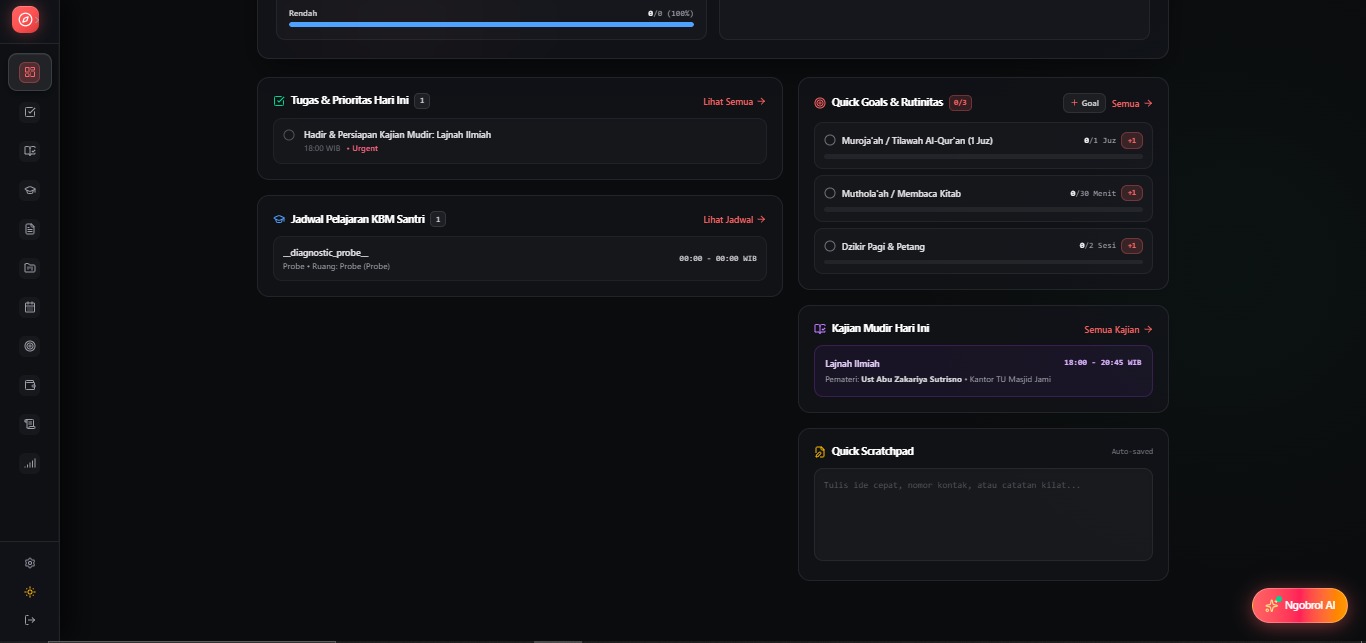 Rendah 0/0 (100%)
Tugas & Prioritas Hari Ini 1 Lihat Semua →
Hadir & Persiapan Kajian Mudir: Lajnah Ilmiah
18:00 WIB • Urgent
Jadwal Pelajaran KBM Santri 1 Lihat Jadwal →
__diagnostic_probe__ 00:00 - 00:00 WIB
Probe • Ruang: Probe (Probe)
Quick Goals & Rutinitas 0/3 + Goal Semua →
Muroja'ah / Tilawah Al-Qur'an (1 Juz) 0/1 Juz +1
Muthola'ah / Membaca Kitab 0/30 Menit +1
Dzikir Pagi & Petang 0/2 Sesi +1
Kajian Mudir Hari Ini Semua Kajian →
Lajnah Ilmiah 18:00 - 20:45 WIB
Pemateri: Ust Abu Zakariya Sutrisno • Kantor TU Masjid Jami
Quick Scratchpad Auto-saved
Tulis ide cepat, nomor kontak, atau catatan kilat...
Ngobrol AI